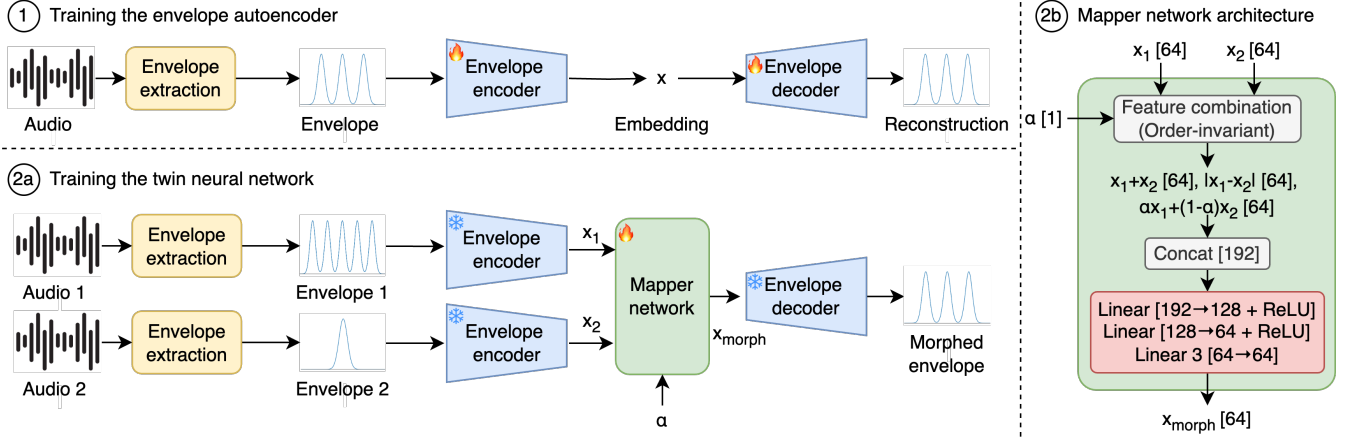 1 Training the envelope autoencoder
Audio
Envelope
extraction
Envelope
Envelope
encoder
x
Embedding
Envelope
decoder
Reconstruction
2a Training the twin neural network
Audio 1
Envelope
extraction
Envelope 1
Envelope
encoder
x₁
Audio 2
Envelope
extraction
Envelope 2
Envelope
encoder
x₂
Mapper
network
α
xmorph
Envelope
decoder
Morphed
envelope
2b Mapper network architecture
x₁ [64] x₂ [64]
α [1]
Feature combination
(Order-invariant)
x₁+x₂ [64], |x₁-x₂| [64],
αx₁+(1-α)x₂ [64]
Concat [192]
Linear [192→128 + ReLU]
Linear [128→64 + ReLU]
Linear 3 [64→64]
xmorph [64]